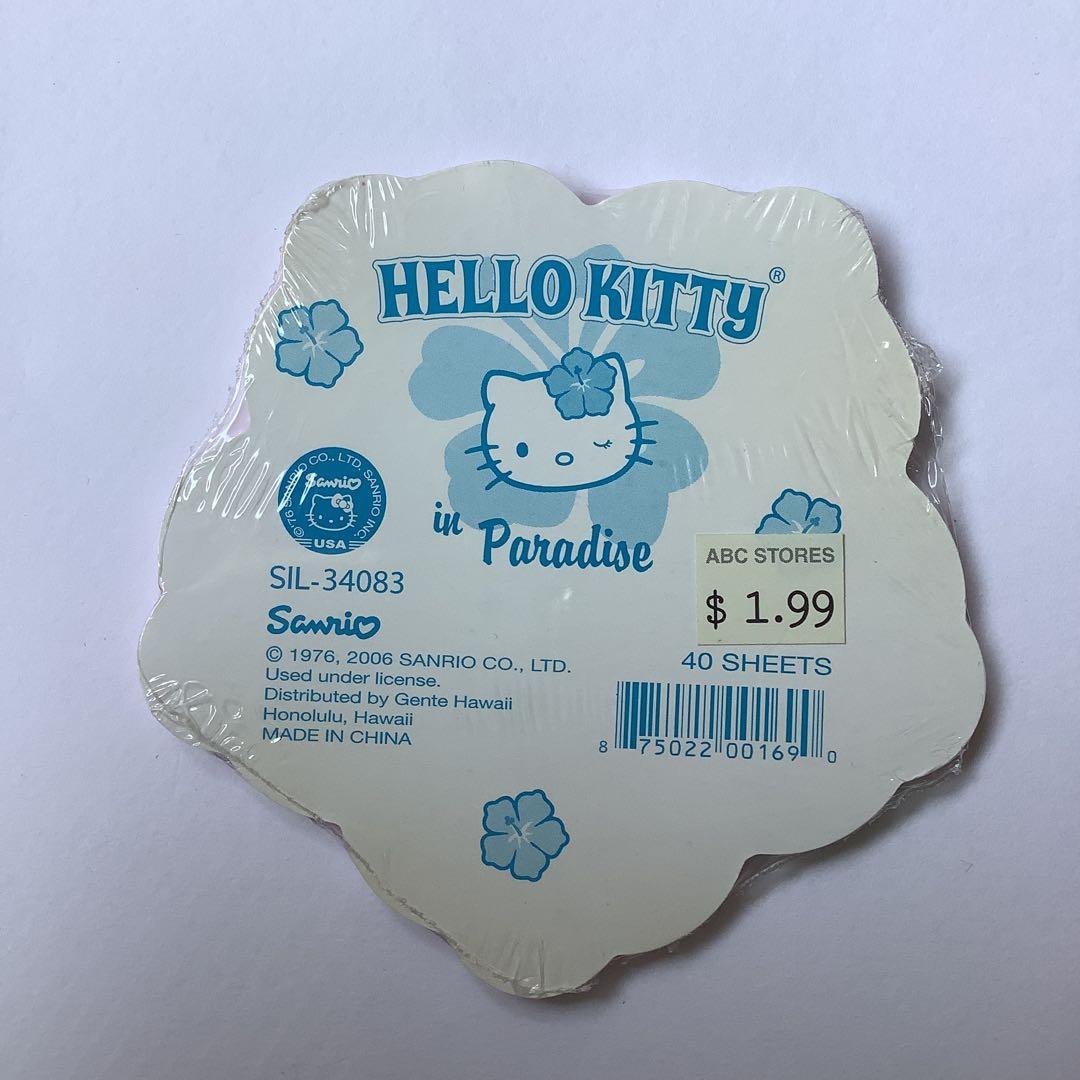 HELLO KITTY®
in Paradise
©'76 SANRIO CO., LTD. SANRIO INC.
Sanrio
USA
SIL-34083
Sanrio
© 1976, 2006 SANRIO CO., LTD.
Used under license.
Distributed by Gente Hawaii
Honolulu, Hawaii
MADE IN CHINA
ABC STORES
$ 1.99
40 SHEETS
8 75022 00169 0